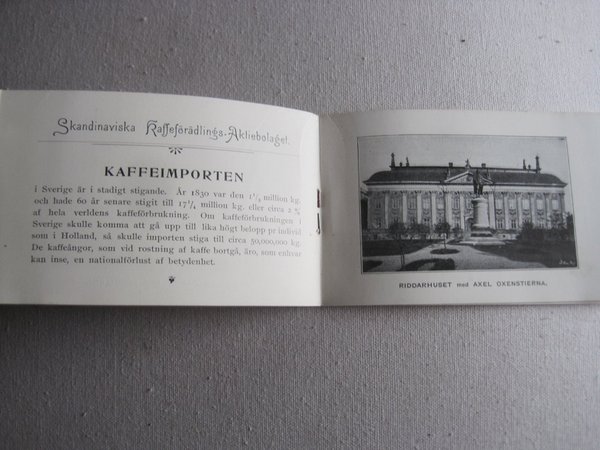 Skandinaviska Kaffeförädlings-Aktiebolaget.
KAFFEIMPORTEN
i Sverige är i stadigt stigande. År 1830 var den 1¹/₂ million kg.
och hade 60 år senare stigit till 17¹/₂ million kg. eller circa 2 %
af hela verldens kaffeförbrukning. Om kaffeförbrukningen i
Sverige skulle komma att gå upp till lika högt belopp pr individ
som i Holland, så skulle importen stiga till circa 50,000,000 kg.
De kaffeångor, som vid rostning af kaffe bortgå, äro, som enhvar
kan inse, en nationalförlust af betydenhet.
RIDDARHUSET med AXEL OXENSTIERNA.